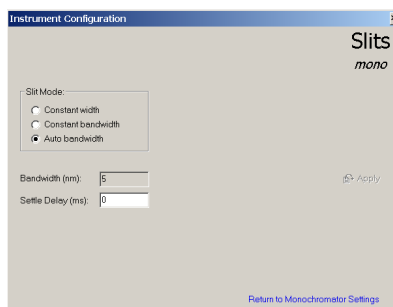 Instrument Configuration
Slits
mono
Slit Mode:
Constant width
Constant bandwidth
Auto bandwidth
Bandwidth (nm): 5
Settle Delay (ms): 0
Apply
Return to Monochromator Settings